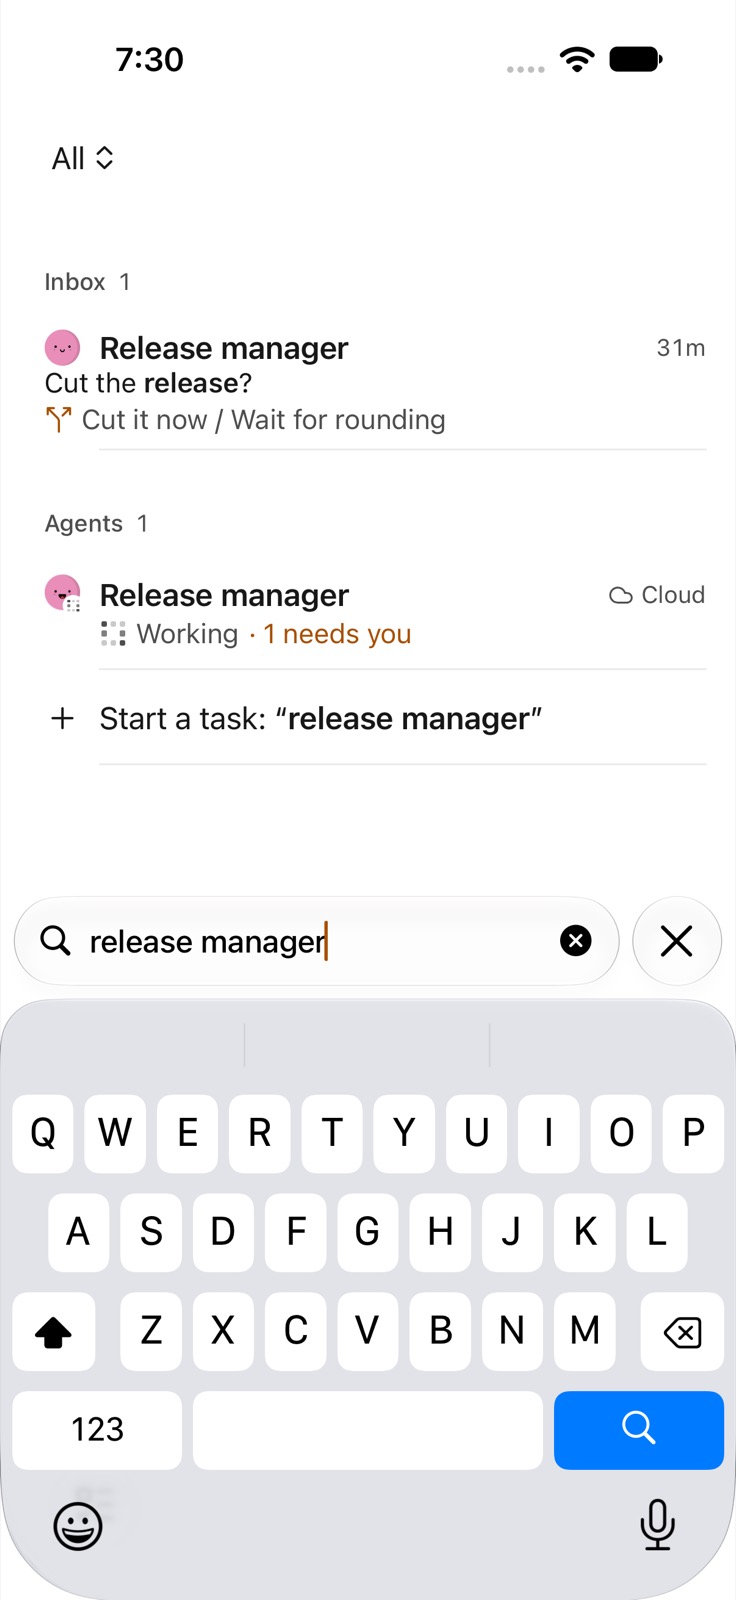 7:30
All
Inbox 1
Release manager 31m
Cut the release?
Cut it now / Wait for rounding
Agents 1
Release manager Cloud
Working · 1 needs you
Start a task: “release manager”
release manager
Q W E R T Y U I O P
A S D F G H J K L
Z X C V B N M
123